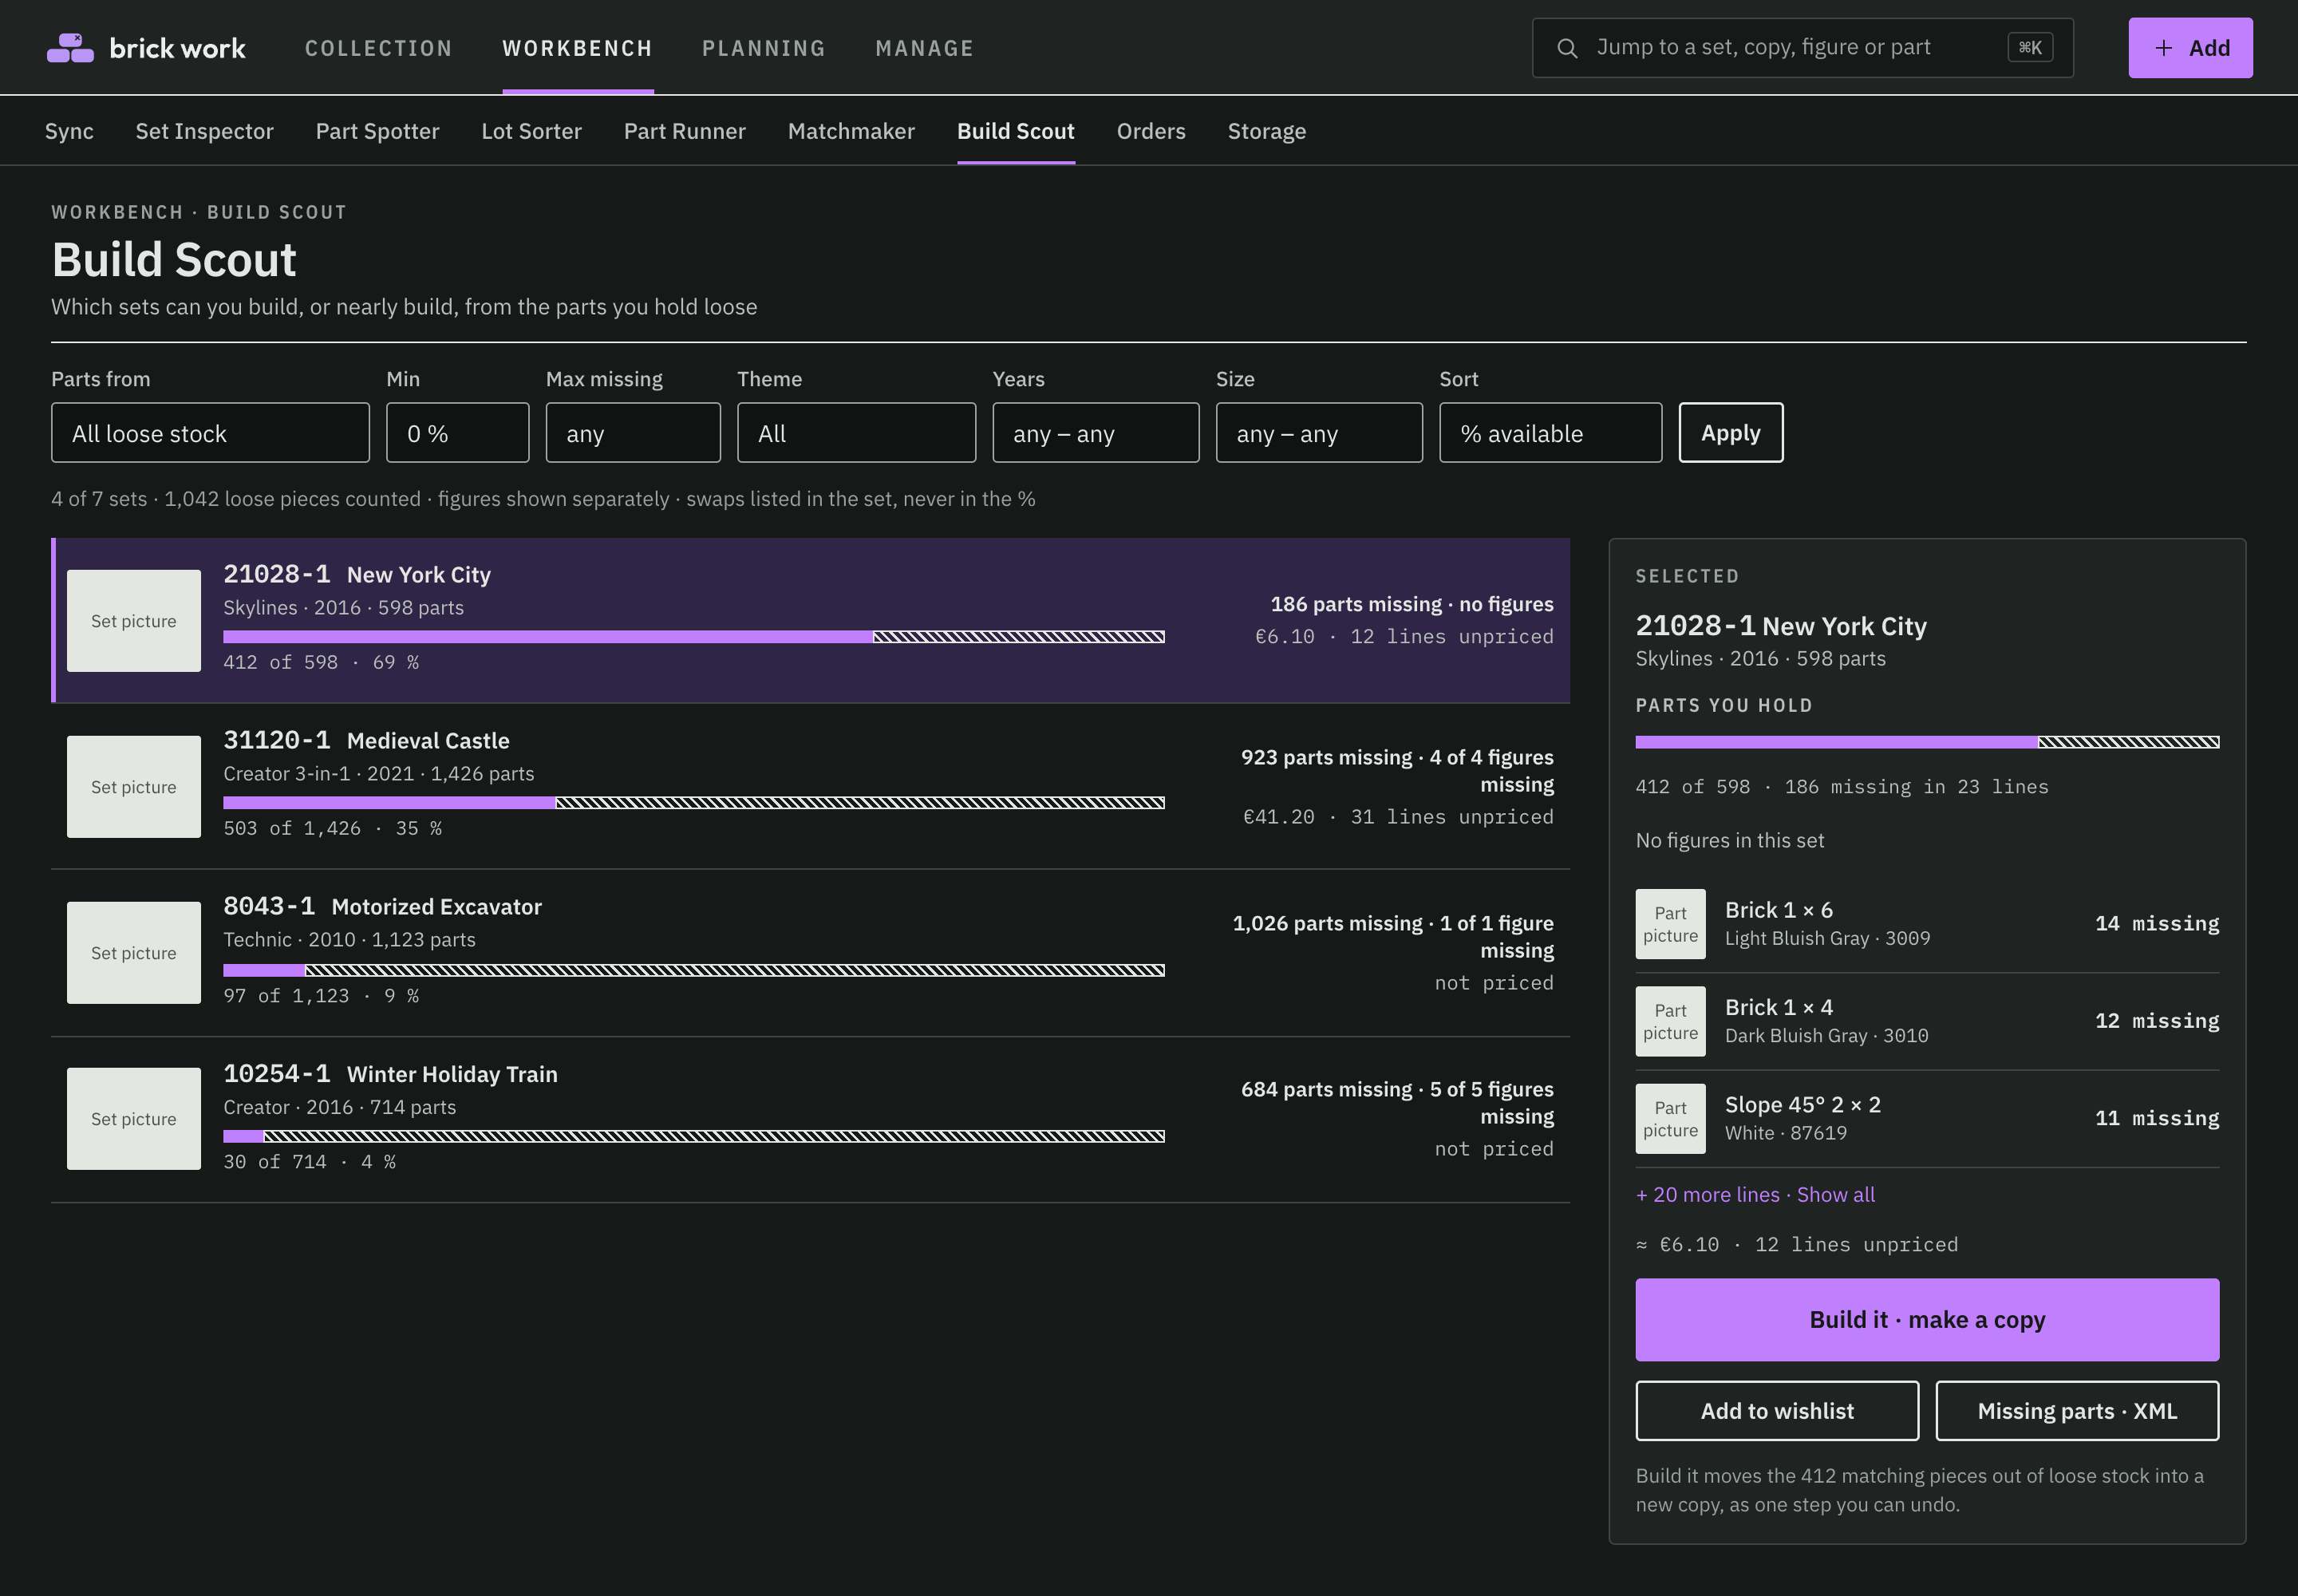 brick work
COLLECTION
WORKBENCH
PLANNING
MANAGE
Jump to a set, copy, figure or part
⌘K
+ Add
Sync
Set Inspector
Part Spotter
Lot Sorter
Part Runner
Matchmaker
Build Scout
Orders
Storage
WORKBENCH · BUILD SCOUT
Build Scout
Which sets can you build, or nearly build, from the parts you hold loose
Parts from
Min
Max missing
Theme
Years
Size
Sort
All loose stock
0 %
any
All
any – any
any – any
% available
Apply
4 of 7 sets · 1,042 loose pieces counted · figures shown separately · swaps listed in the set, never in the %
Set picture
21028-1 New York City
Skylines · 2016 · 598 parts
412 of 598 · 69 %
186 parts missing · no figures
€6.10 · 12 lines unpriced
Set picture
31120-1 Medieval Castle
Creator 3-in-1 · 2021 · 1,426 parts
503 of 1,426 · 35 %
923 parts missing · 4 of 4 figures
missing
€41.20 · 31 lines unpriced
Set picture
8043-1 Motorized Excavator
Technic · 2010 · 1,123 parts
97 of 1,123 · 9 %
1,026 parts missing · 1 of 1 figure
missing
not priced
Set picture
10254-1 Winter Holiday Train
Creator · 2016 · 714 parts
30 of 714 · 4 %
684 parts missing · 5 of 5 figures
missing
not priced
SELECTED
21028-1 New York City
Skylines · 2016 · 598 parts
PARTS YOU HOLD
412 of 598 · 186 missing in 23 lines
No figures in this set
Part
picture
Brick 1 × 6
Light Bluish Gray · 3009
14 missing
Part
picture
Brick 1 × 4
Dark Bluish Gray · 3010
12 missing
Part
picture
Slope 45° 2 × 2
White · 87619
11 missing
+ 20 more lines · Show all
≈ €6.10 · 12 lines unpriced
Build it · make a copy
Add to wishlist
Missing parts · XML
Build it moves the 412 matching pieces out of loose stock into a
new copy, as one step you can undo.